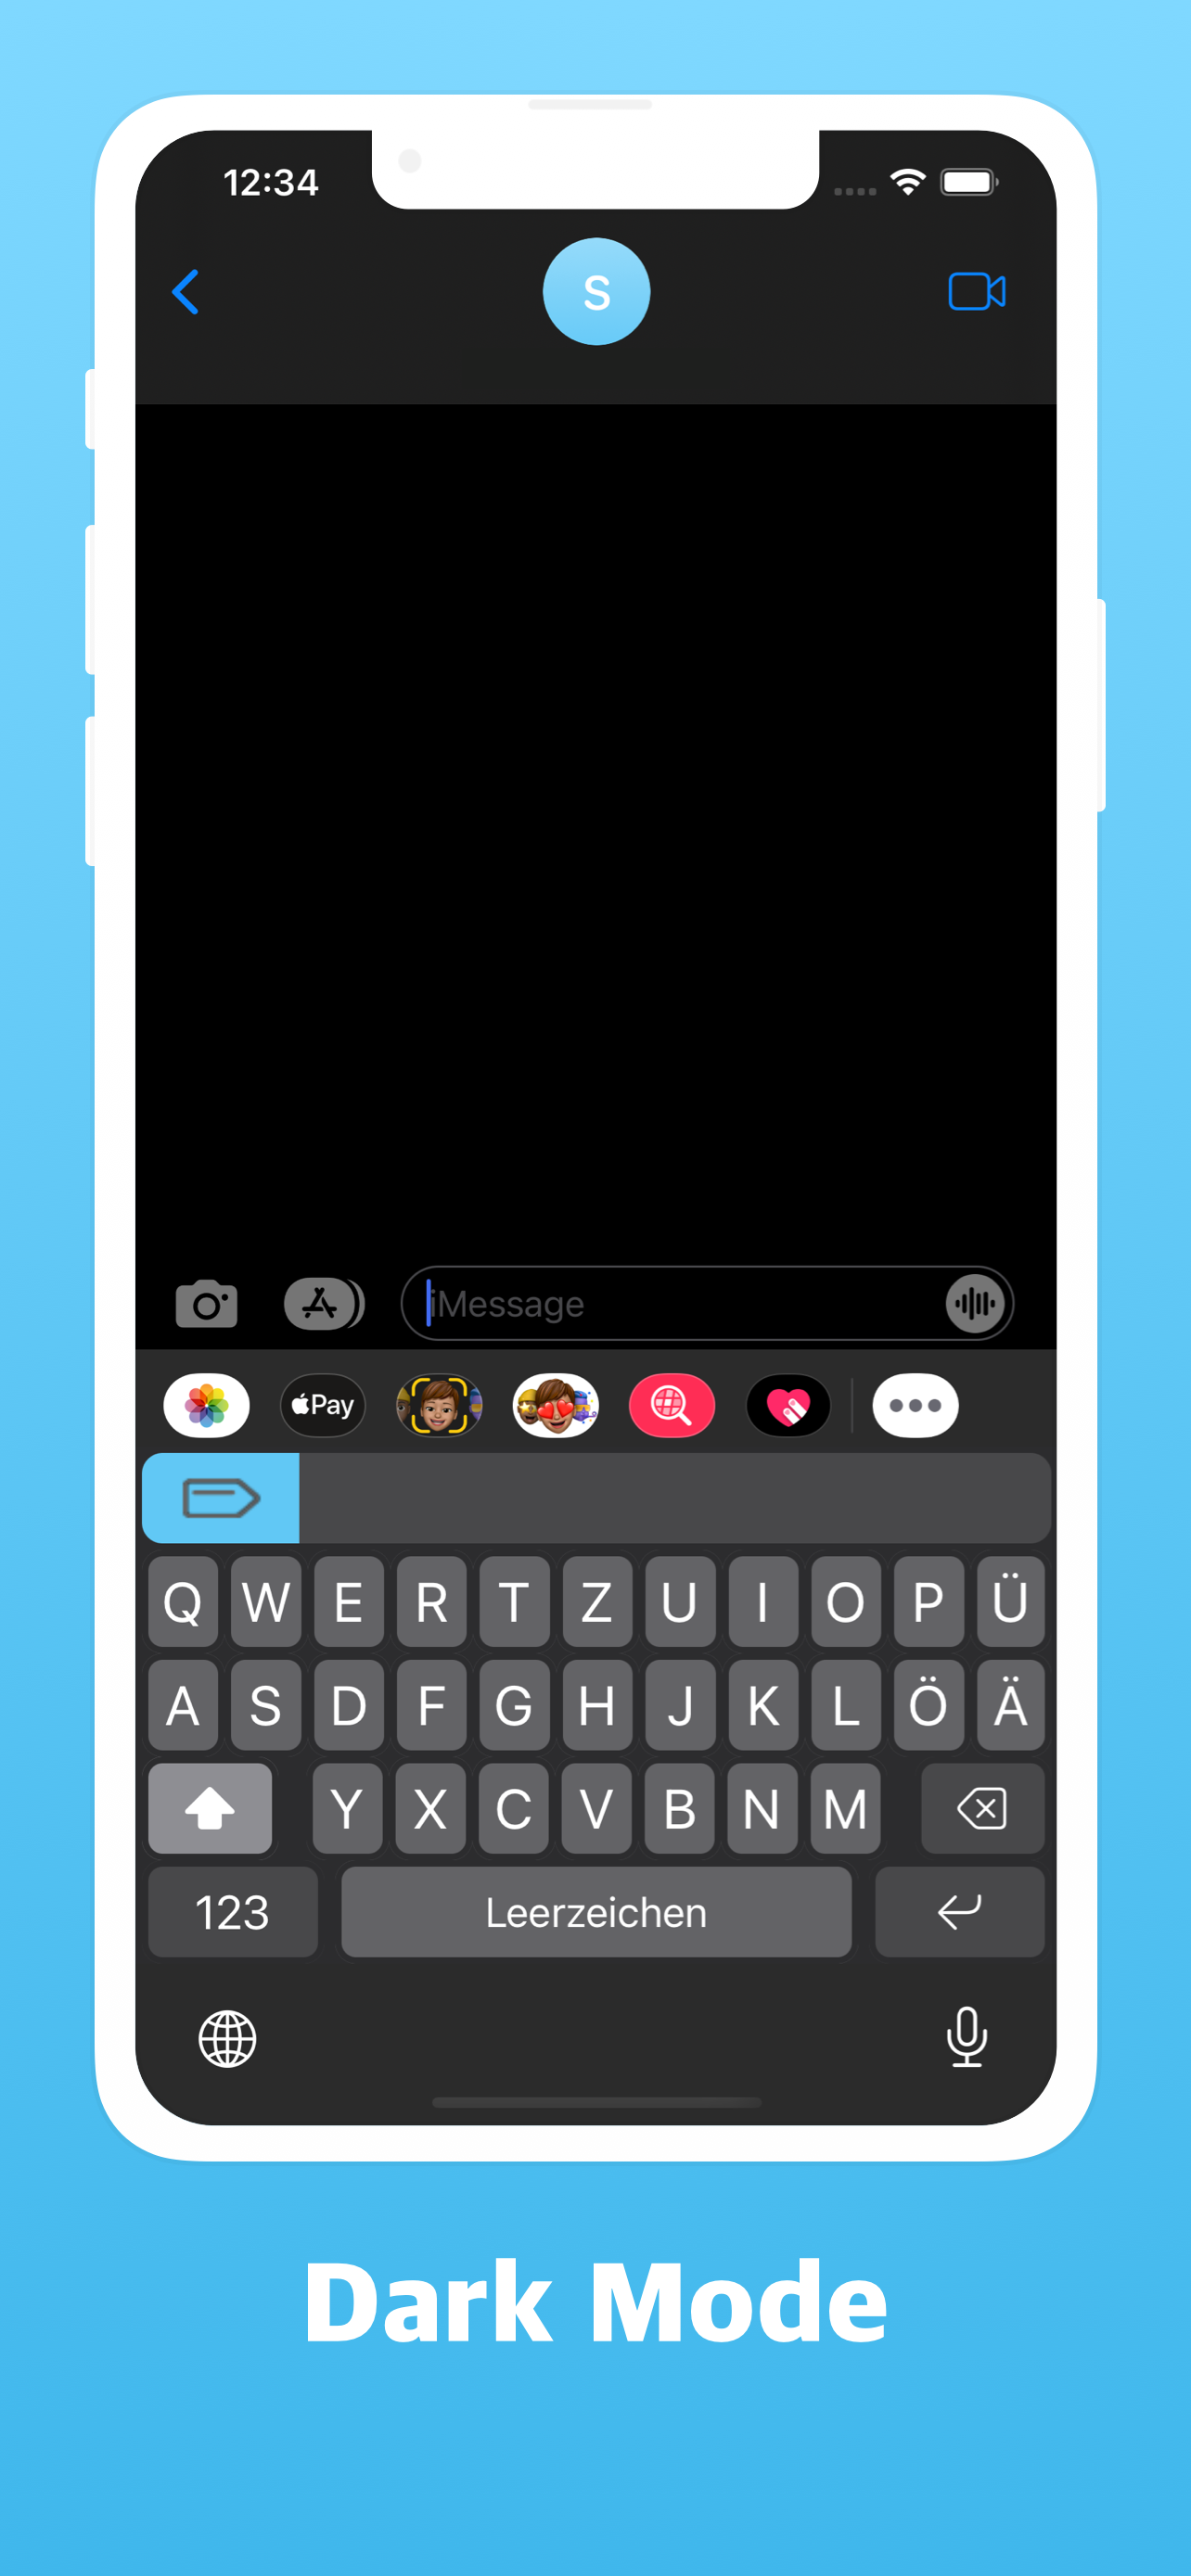 12:34
S
iMessage
Pay
Q W E R T Z U I O P Ü
A S D F G H J K L Ö Ä
Y X C V B N M
123 Leerzeichen
Dark Mode